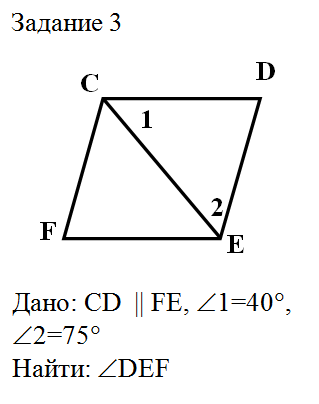 Задание 3
D
C
1
2
F
E
Дано: CD || FE, ∠1=40°,
∠2=75°
Найти: ∠DEF